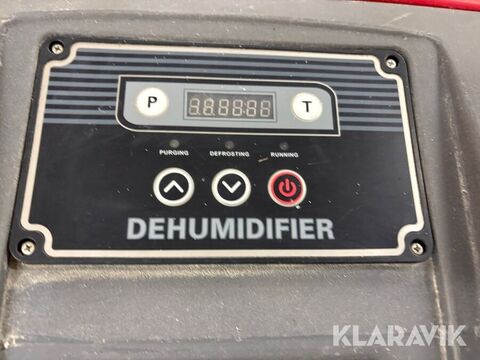 P T
PURGING DEFROSTING RUNNING
DEHUMIDIFIER
KLARAVIK